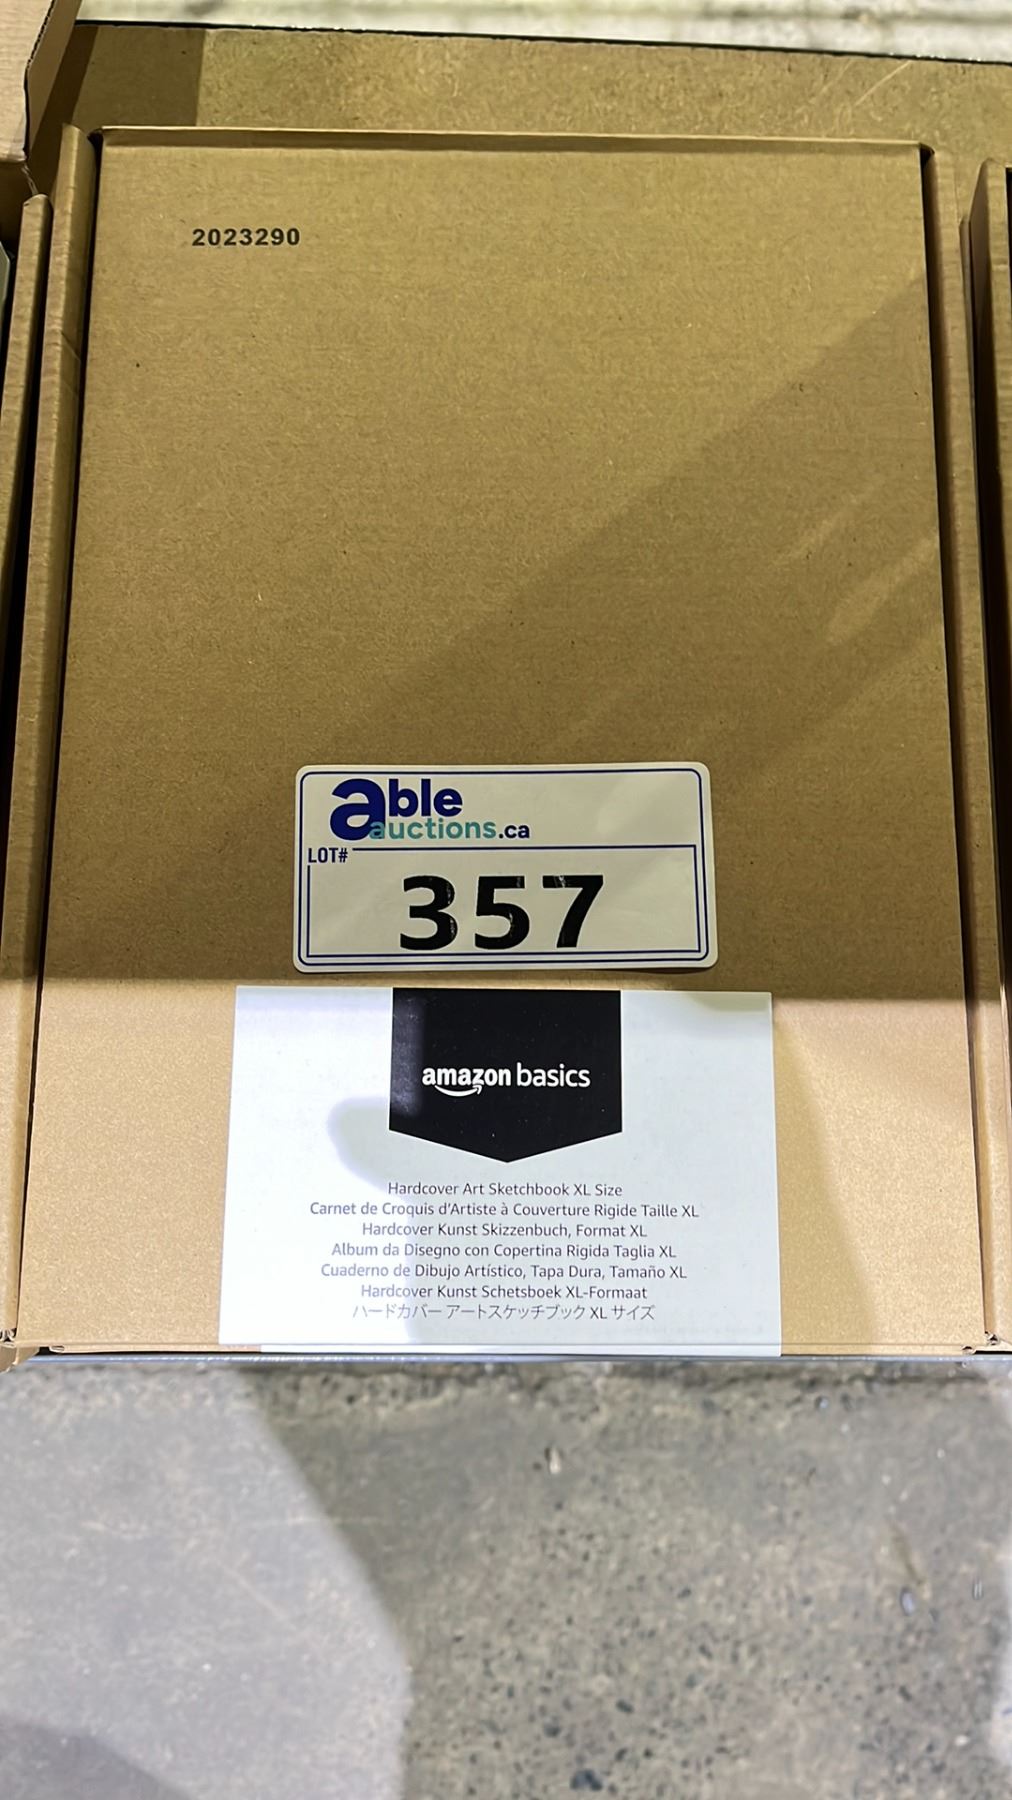 2023290
able
auctions.ca
LOT#
357
amazon basics
Hardcover Art Sketchbook XL Size
Carnet de Croquis d'Artiste à Couverture Rigide Taille XL
Hardcover Kunst Skizzenbuch, Format XL
Album da Disegno con Copertina Rigida Taglia XL
Cuaderno de Dibujo Artístico, Tapa Dura, Tamaño XL
Hardcover Kunst Schetsboek XL-Formaat
ハードカバー アートスケッチブック XL サイズ